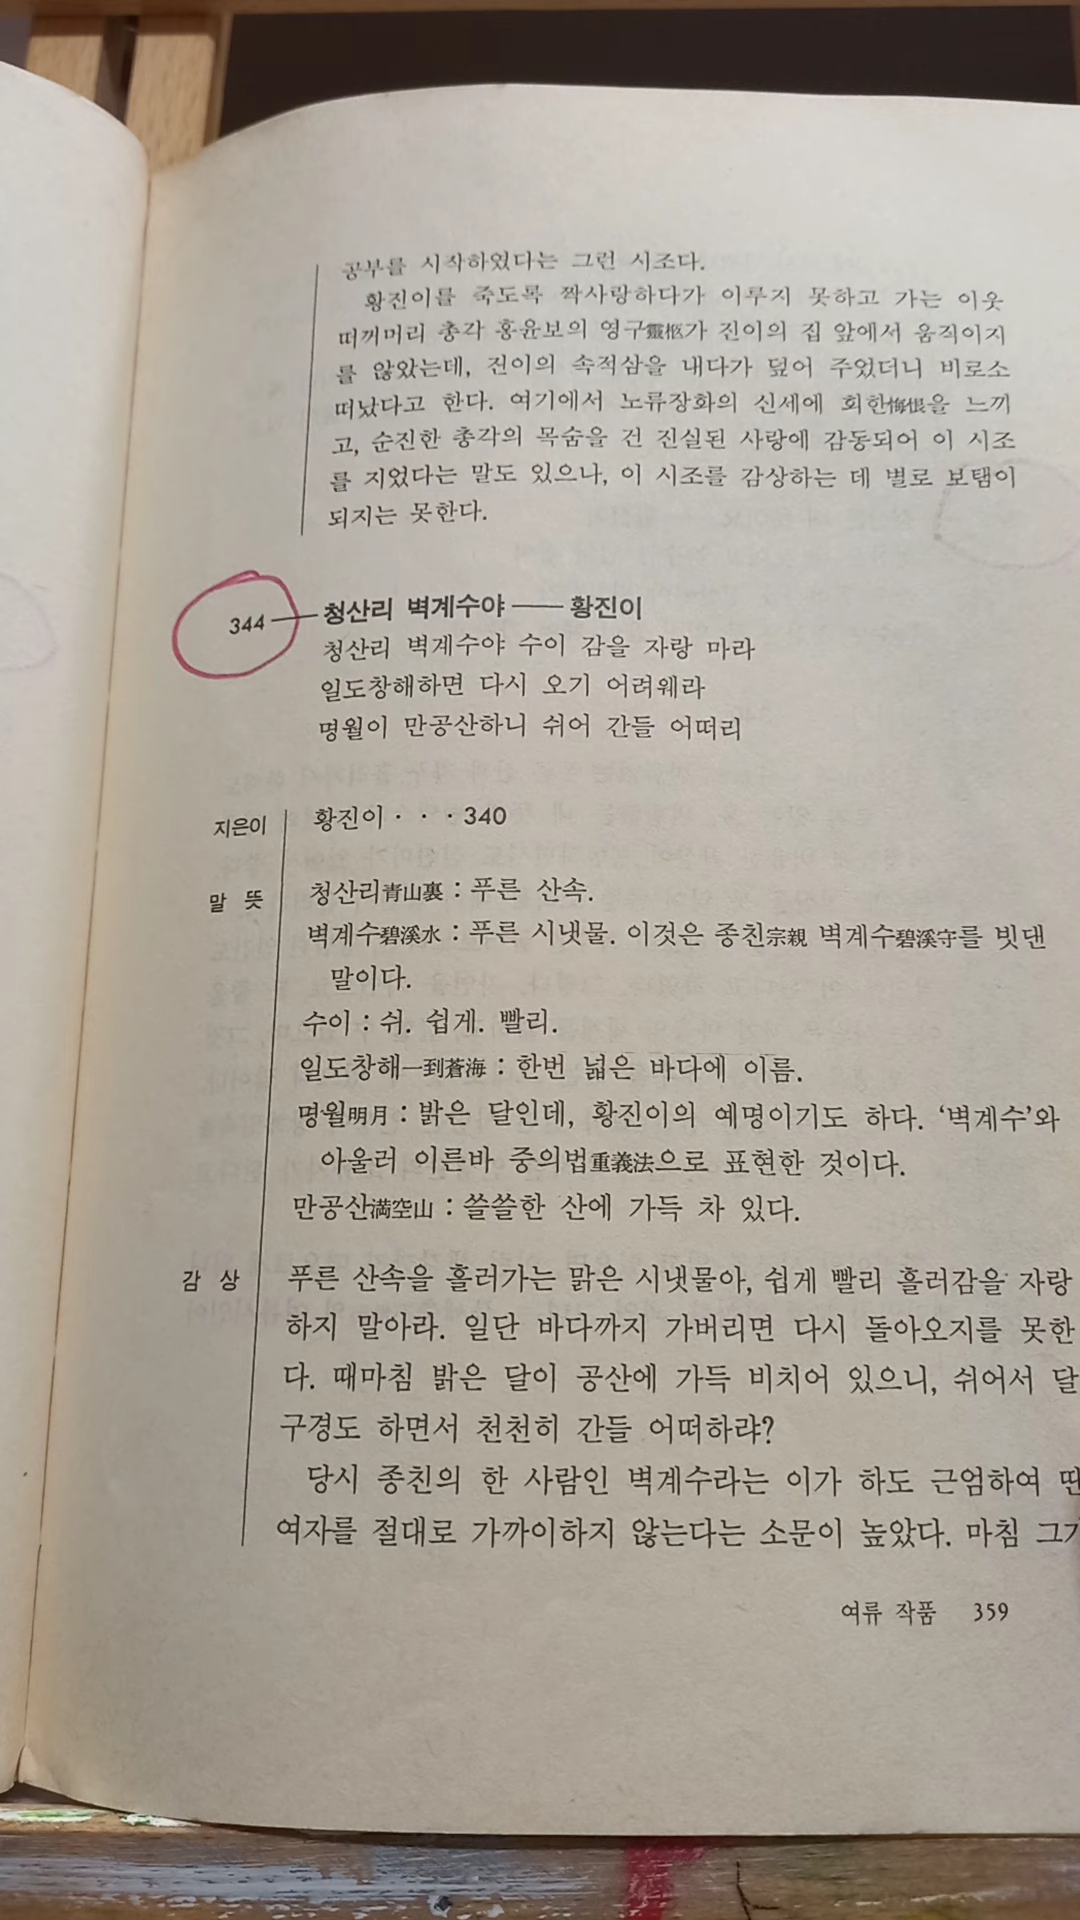 공부를 시작하였다는 그런 시조다.
황진이를 죽도록 짝사랑하다가 이루지 못하고 가는 이웃
떠꺼머리 총각 홍윤보의 영구靈柩가 진이의 집 앞에서 움직이지
를 않았는데, 진이의 속적삼을 내다가 덮어 주었더니 비로소
떠났다고 한다. 여기에서 노류장화의 신세에 회한悔恨을 느끼
고, 순진한 총각의 목숨을 건 진실된 사랑에 감동되어 이 시조
를 지었다는 말도 있으나, 이 시조를 감상하는 데 별로 보탬이
되지는 못한다.
344 — 청산리 벽계수야 — 황진이
청산리 벽계수야 수이 감을 자랑 마라
일도창해하면 다시 오기 어려웨라
명월이 만공산하니 쉬어 간들 어떠리
지은이 황진이 · · · 340
말 뜻 청산리靑山裏 : 푸른 산속.
벽계수碧溪水 : 푸른 시냇물. 이것은 종친宗親 벽계수碧溪守를 빗댄
말이다.
수이 : 쉬. 쉽게. 빨리.
일도창해一到蒼海 : 한번 넓은 바다에 이름.
명월明月 : 밝은 달인데, 황진이의 예명이기도 하다. ‘벽계수’와
아울러 이른바 중의법重義法으로 표현한 것이다.
만공산滿空山 : 쓸쓸한 산에 가득 차 있다.
감 상 푸른 산속을 흘러가는 맑은 시냇물아, 쉽게 빨리 흘러감을 자랑
하지 말아라. 일단 바다까지 가버리면 다시 돌아오지를 못한
다. 때마침 밝은 달이 공산에 가득 비치어 있으니, 쉬어서 달
구경도 하면서 천천히 간들 어떠하랴?
당시 종친의 한 사람인 벽계수라는 이가 하도 근엄하여
여자를 절대로 가까이하지 않는다는 소문이 높았다. 마침
여류 작품 359